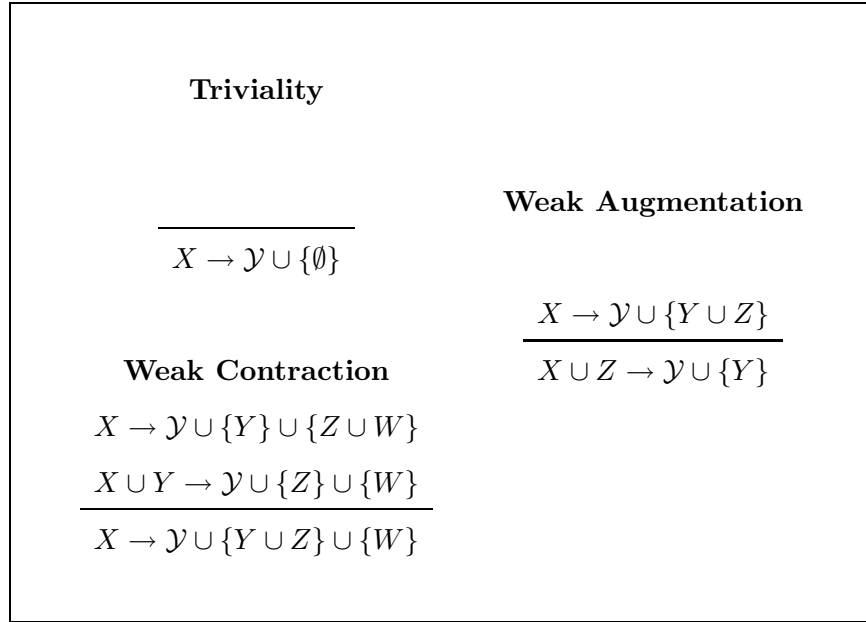 Triviality
X → 𝒴 ∪ {∅}
Weak Augmentation
X → 𝒴 ∪ {Y ∪ Z}
X ∪ Z → 𝒴 ∪ {Y}
Weak Contraction
X → 𝒴 ∪ {Y} ∪ {Z ∪ W}
X ∪ Y → 𝒴 ∪ {Z} ∪ {W}
X → 𝒴 ∪ {Y ∪ Z} ∪ {W}